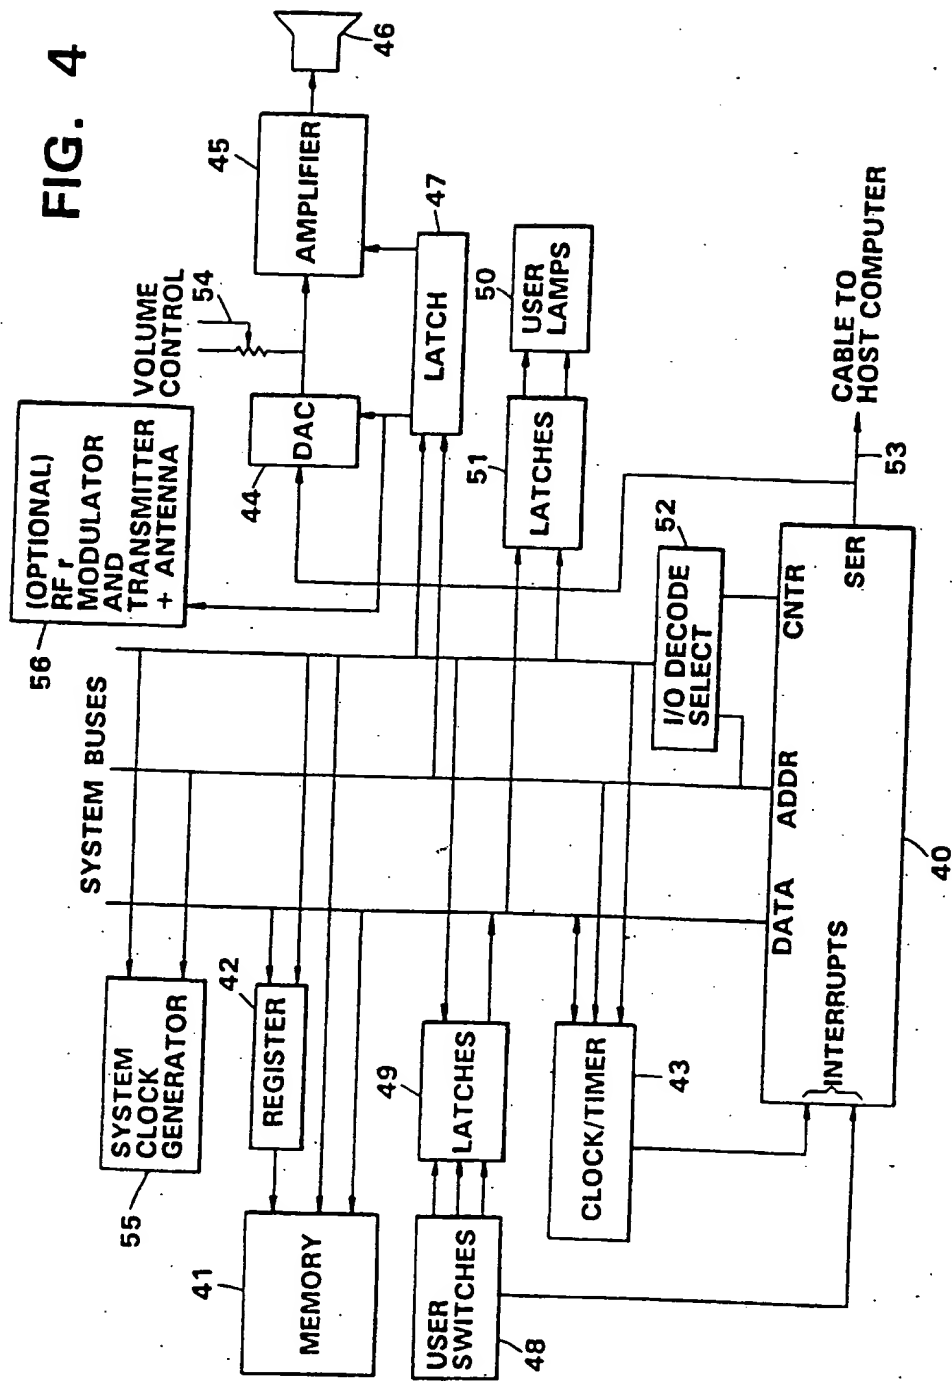 FIG. 4
56
(OPTIONAL)
RF r
MODULATOR
AND
TRANSMITTER
+ ANTENNA
VOLUME
CONTROL
54
44
DAC
45
AMPLIFIER
46
47
LATCH
50
USER
LAMPS
51
LATCHES
52
I/O DECODE
SELECT
CABLE TO
HOST COMPUTER
53
SYSTEM BUSES
55
SYSTEM
CLOCK
GENERATOR
42
REGISTER
41
MEMORY
49
LATCHES
USER
SWITCHES
48
CLOCK/TIMER
43
DATA
ADDR
CNTR
SER
INTERRUPTS
40